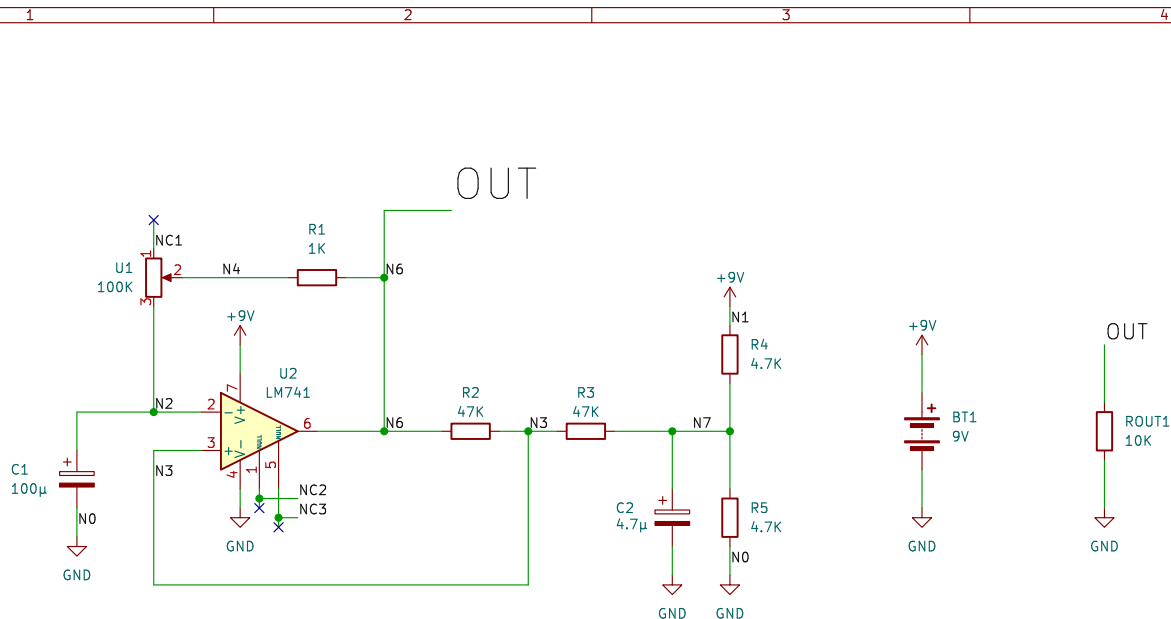 1 2 3 4
OUT
NC1
1
U1
100K
2
3
N4
R1
1K
N6
+9V
U2
LM741
7
N2
2
3
6
N3
-
+
V+
V-
NULL
NULL
4
1
5
NC2
NC3
GND
C1
+
100µ
N0
GND
N6
R2
47K
N3
R3
47K
N7
+9V
N1
R4
4.7K
C2
+
4.7µ
GND
R5
4.7K
N0
GND
+9V
+
BT1
9V
GND
OUT
ROUT1
10K
GND